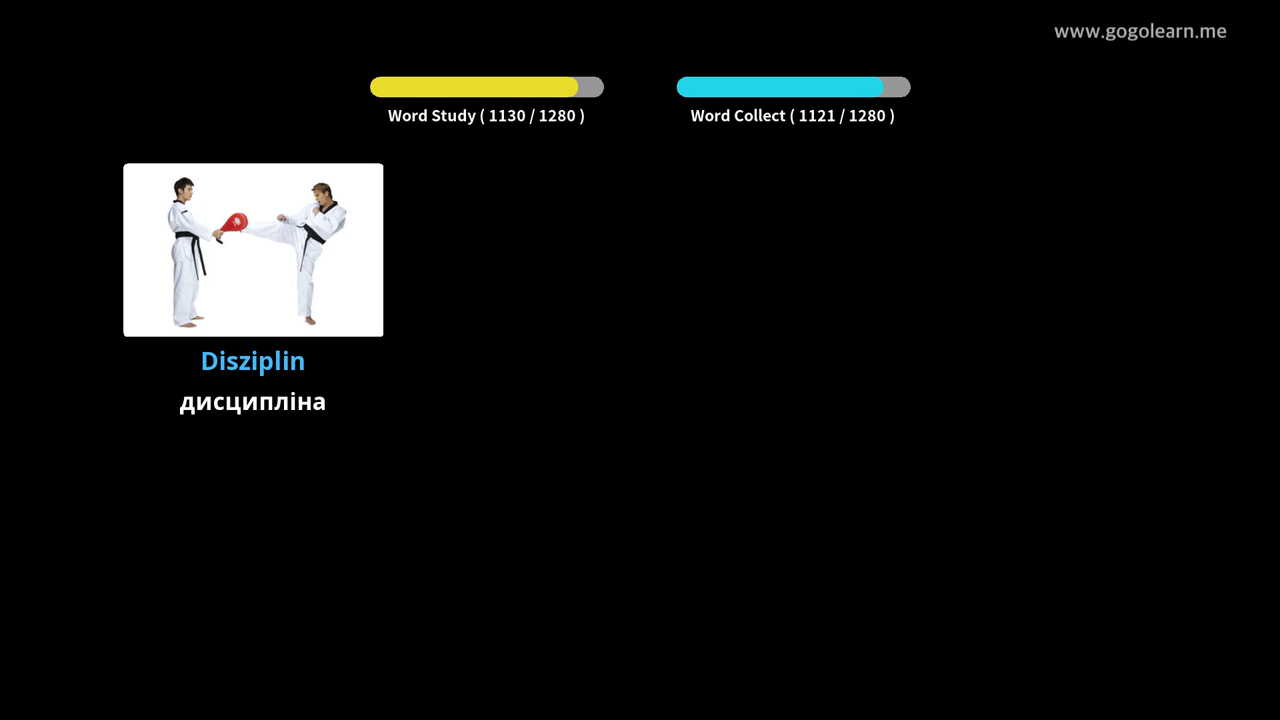 www.gogolearn.me
Word Study ( 1130 / 1280 )
Word Collect ( 1121 / 1280 )
Disziplin
дисципліна